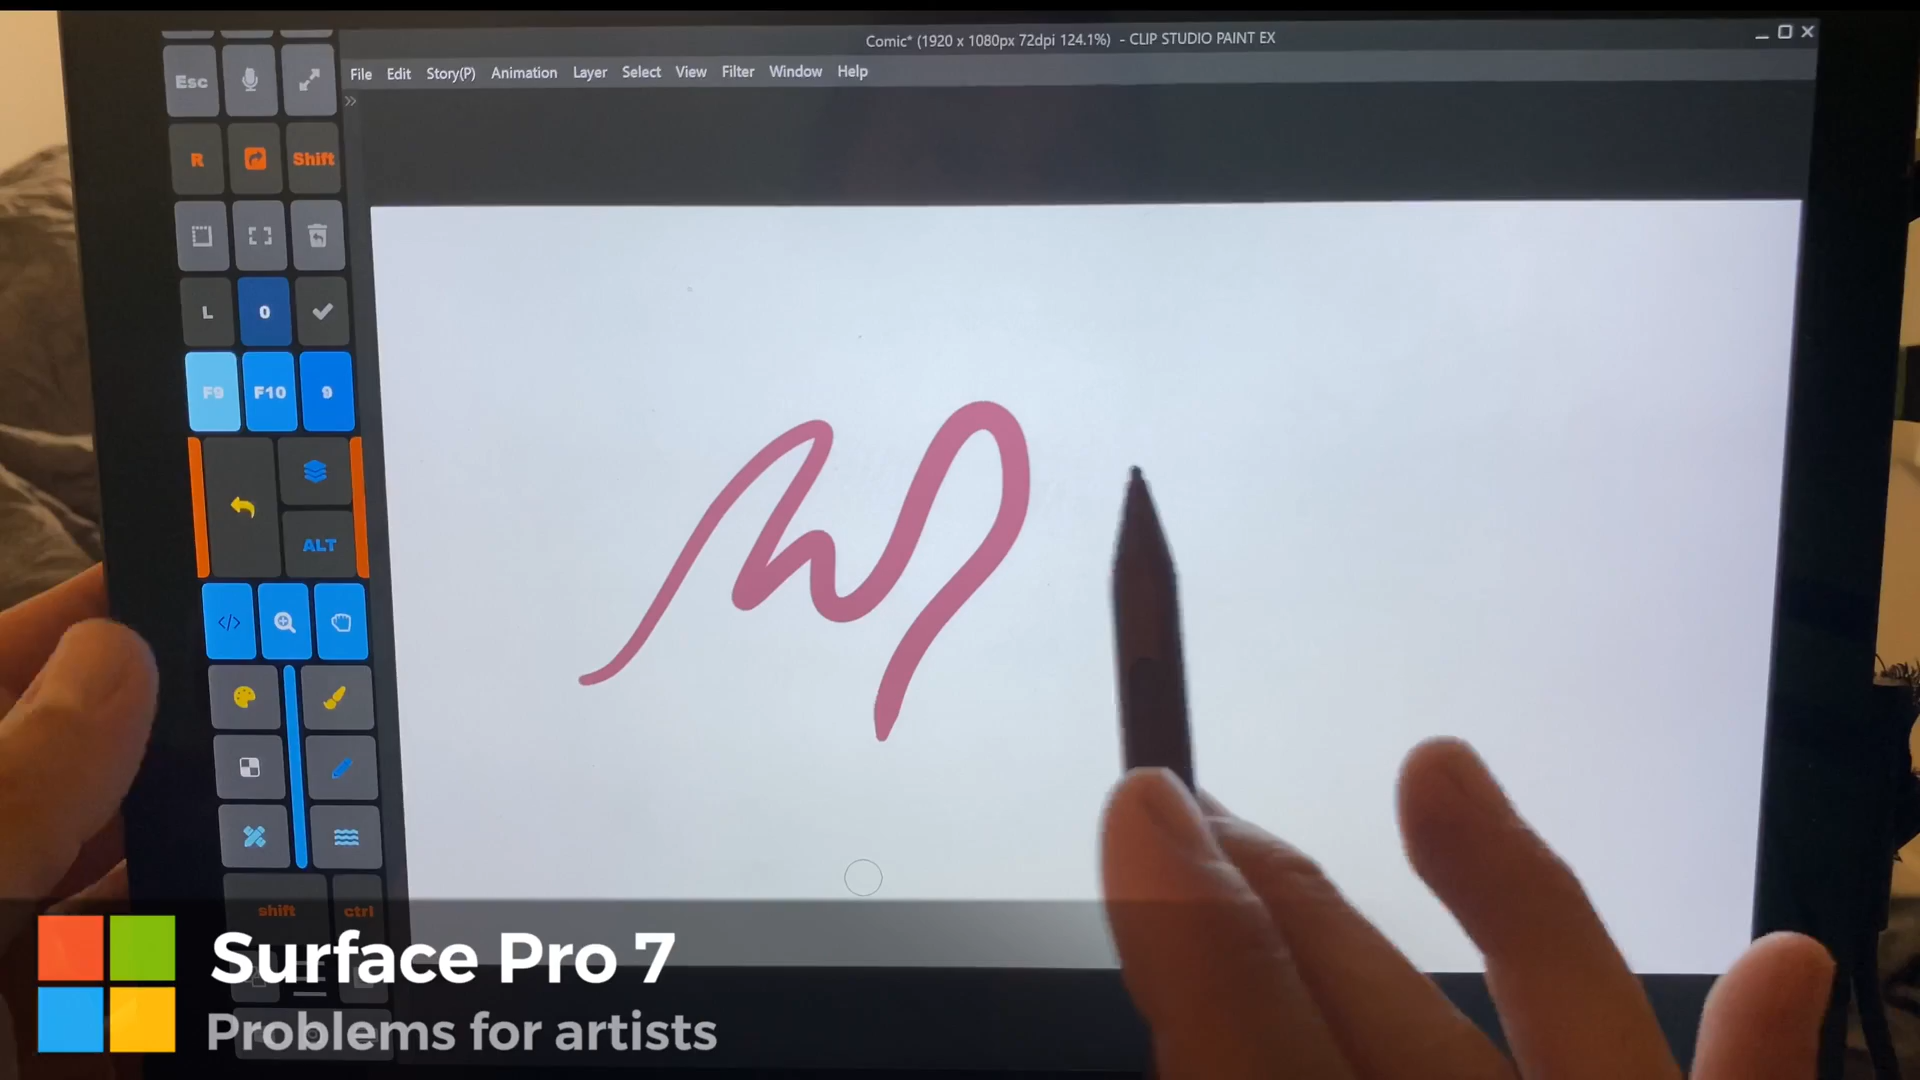 Comic* (1920 x 1080px 72dpi 124.1%) - CLIP STUDIO PAINT EX
File Edit Story(P) Animation Layer Select View Filter Window Help
Esc
R Shift
L 0
F9 F10 9
ALT
</>
shift ctrl
Surface Pro 7
Problems for artists